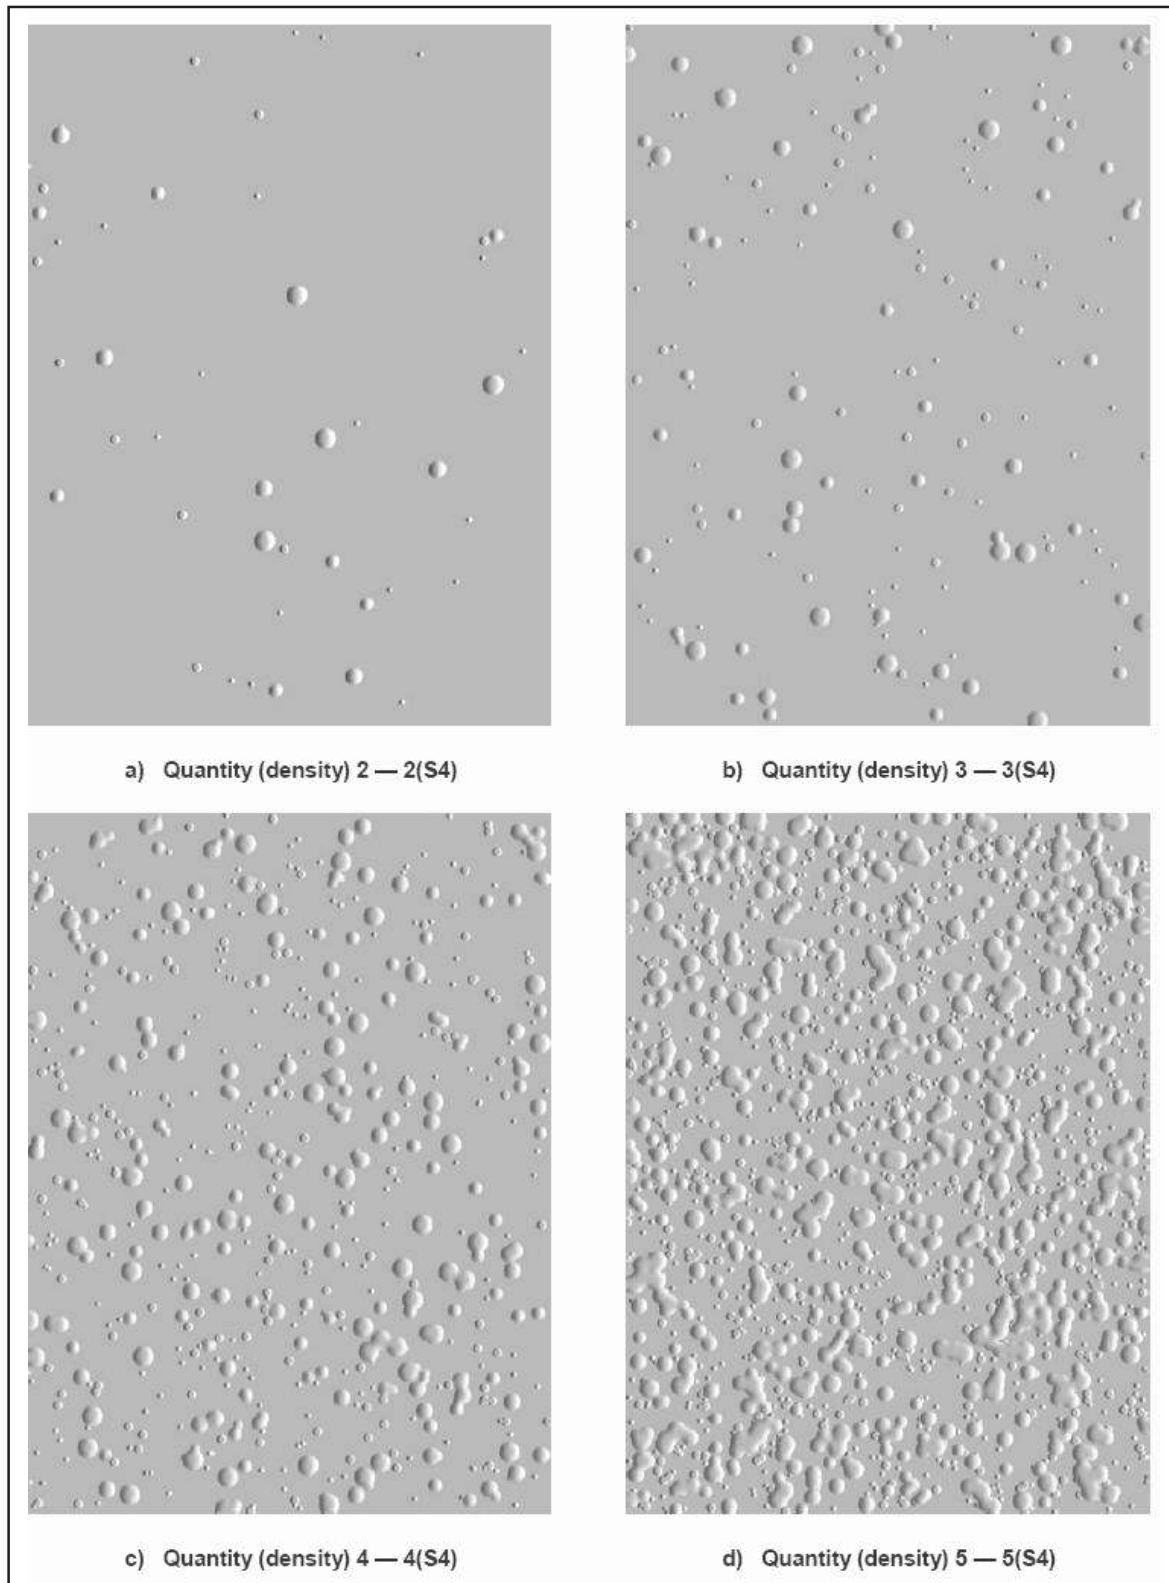 a) Quantity (density) 2 — 2(S4)
b) Quantity (density) 3 — 3(S4)
c) Quantity (density) 4 — 4(S4)
d) Quantity (density) 5 — 5(S4)